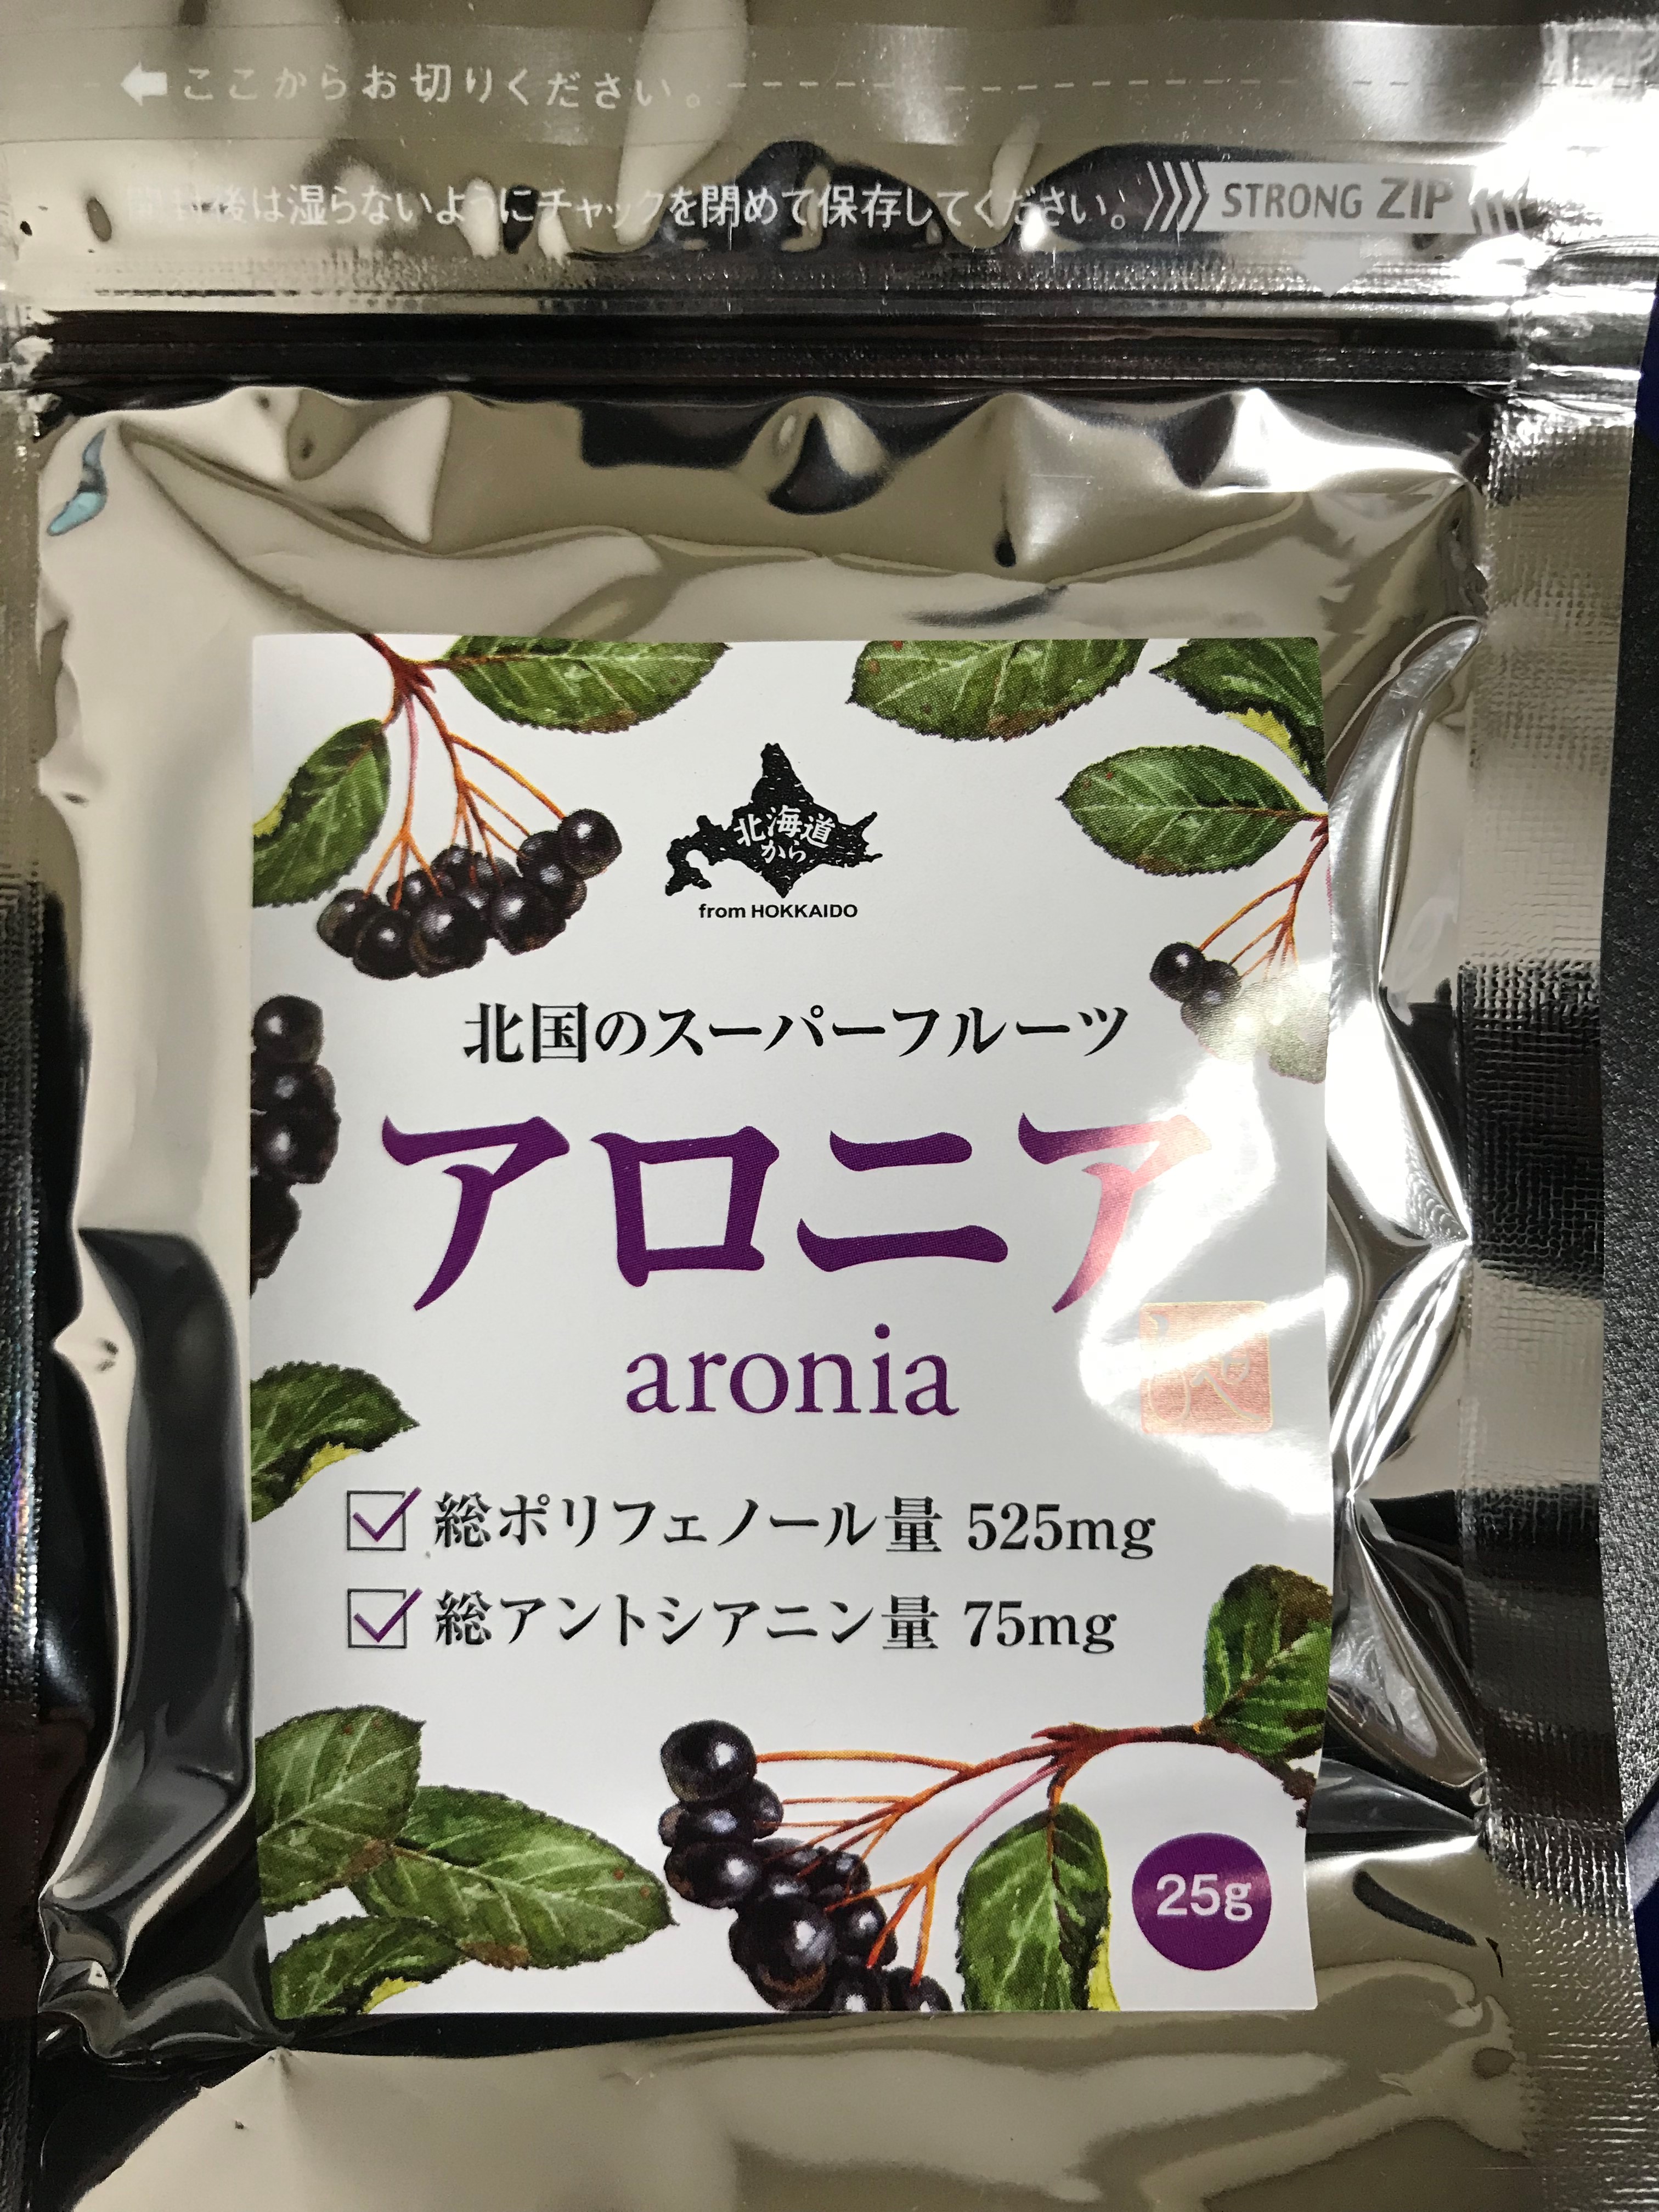 ここからお切りください。
開封後は湿らないようにチャックを閉めて保存してください。 STRONG ZIP
北海道
から
from HOKKAIDO
北国のスーパーフルーツ
アロニア
aronia
総ポリフェノール量 525mg
総アントシアニン量 75mg
25g